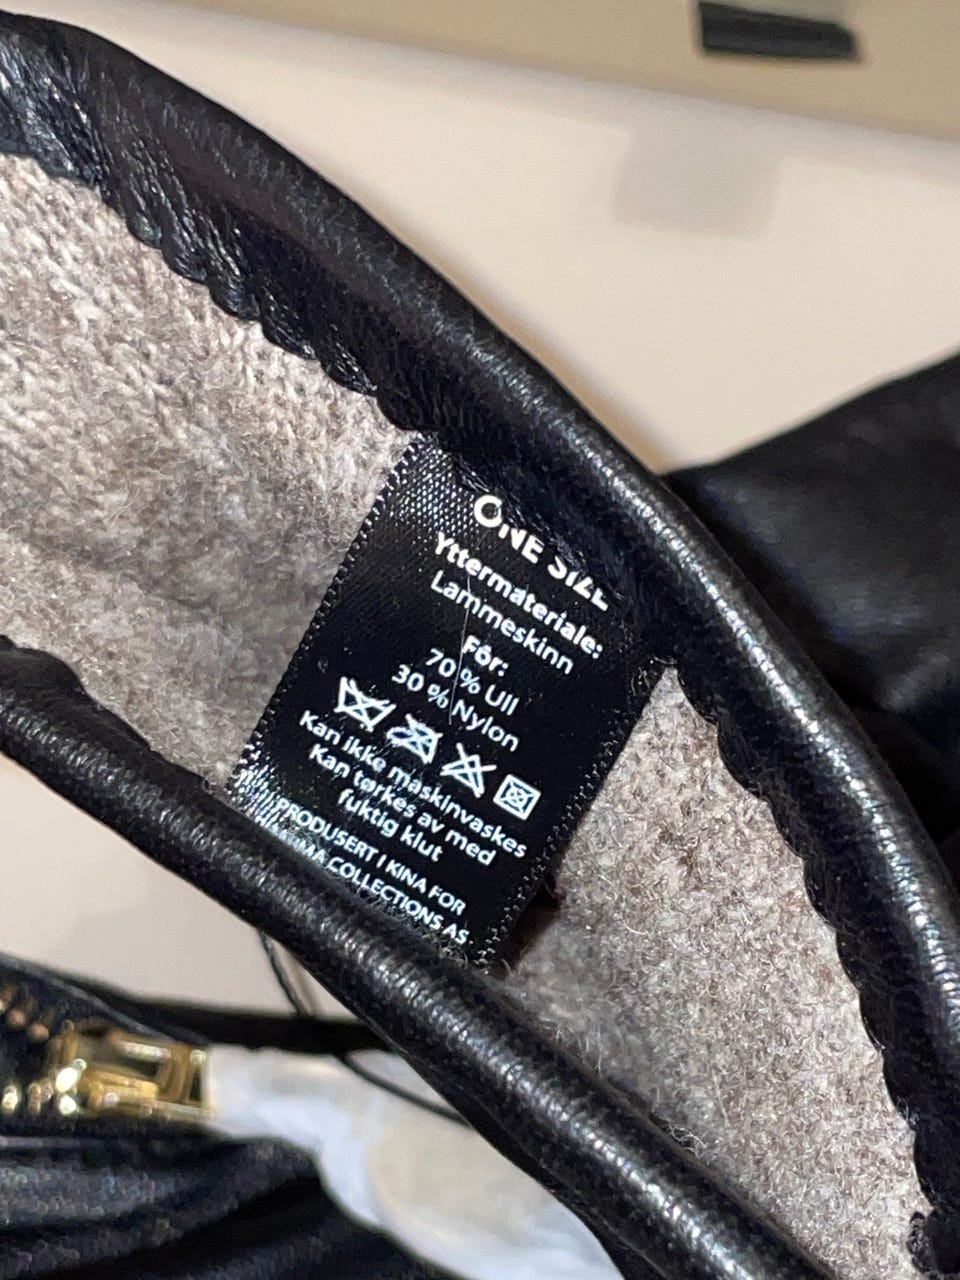 ONE SIZE
Yttermateriale:
Lammeskinn
Fôr:
70 % Ull
30 % Nylon
Kan ikke maskinvaskes
Kan tørkes av med
fuktig klut
PRODUSERT I KINA FOR
COLLECTIONS AS